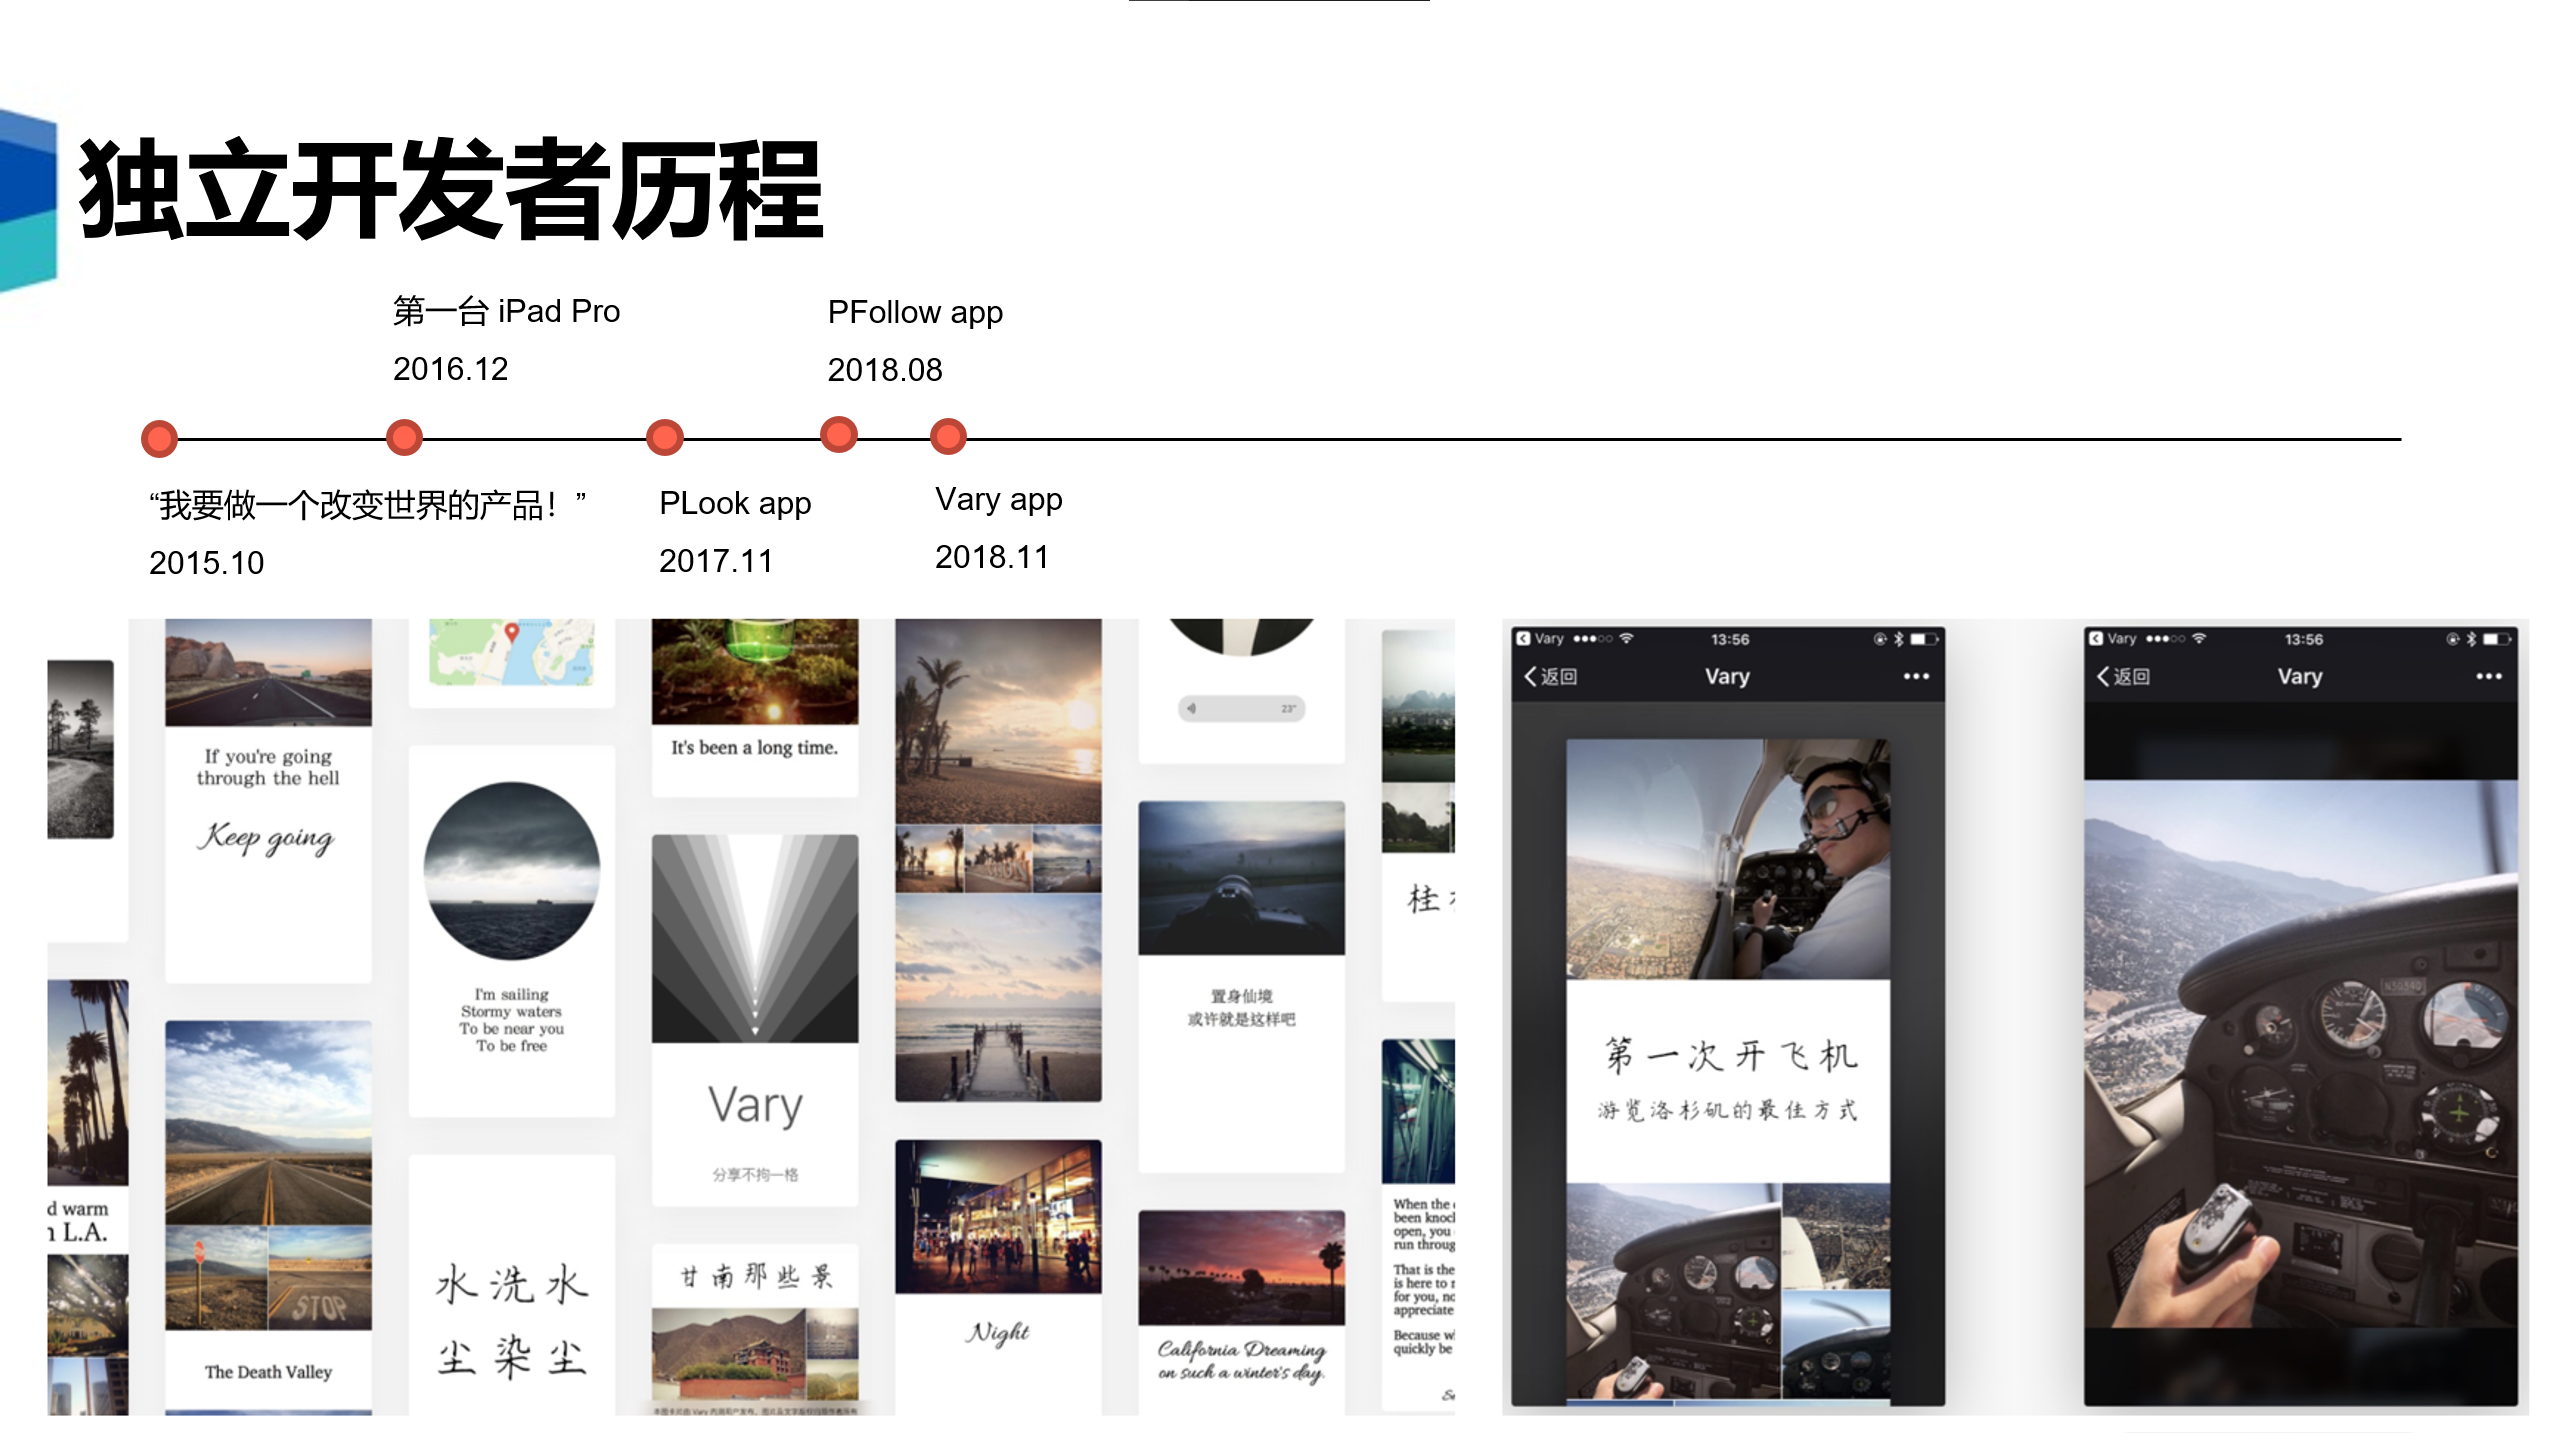 独立开发者历程
第一台 iPad Pro
2016.12
PFollow app
2018.08
“我要做一个改变世界的产品！”
2015.10
PLook app
2017.11
Vary app
2018.11
d warm
L.A.
If you're going
through the hell
Keep going
STOP
The Death Valley
I'm sailing
Stormy waters
To be near you
To be free
水洗水
尘染尘
It's been a long time.
Vary
分享不拘一格
甘南那些景
Night
23"
置身仙境
或许就是这样吧
California Dreaming
on such a winter's day.
桂
When the
been knoc
open, you
run throug
That is the
is here to
for you, no
appreciate
Because w
quickly be
Vary
13:56
返回
Vary
第一次开飞机
游览洛杉矶的最佳方式
Vary
13:56
返回
Vary